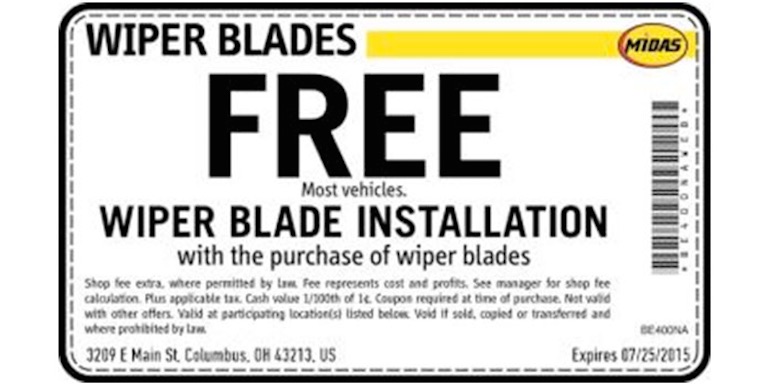 WIPER BLADES
MIDAS
FREE
Most vehicles.
WIPER BLADE INSTALLATION
with the purchase of wiper blades
Shop fee extra, where permitted by law. Fee represents cost and profits. See manager for shop fee
calculation. Plus applicable tax. Cash value 1/100th of 1¢. Coupon required at time of purchase. Not valid
with other offers. Valid at participating location(s) listed below. Void if sold, copied or transferred and
where prohibited by law.
BE400NA
3209 E Main St, Columbus, OH 43213, US
Expires 07/25/2015